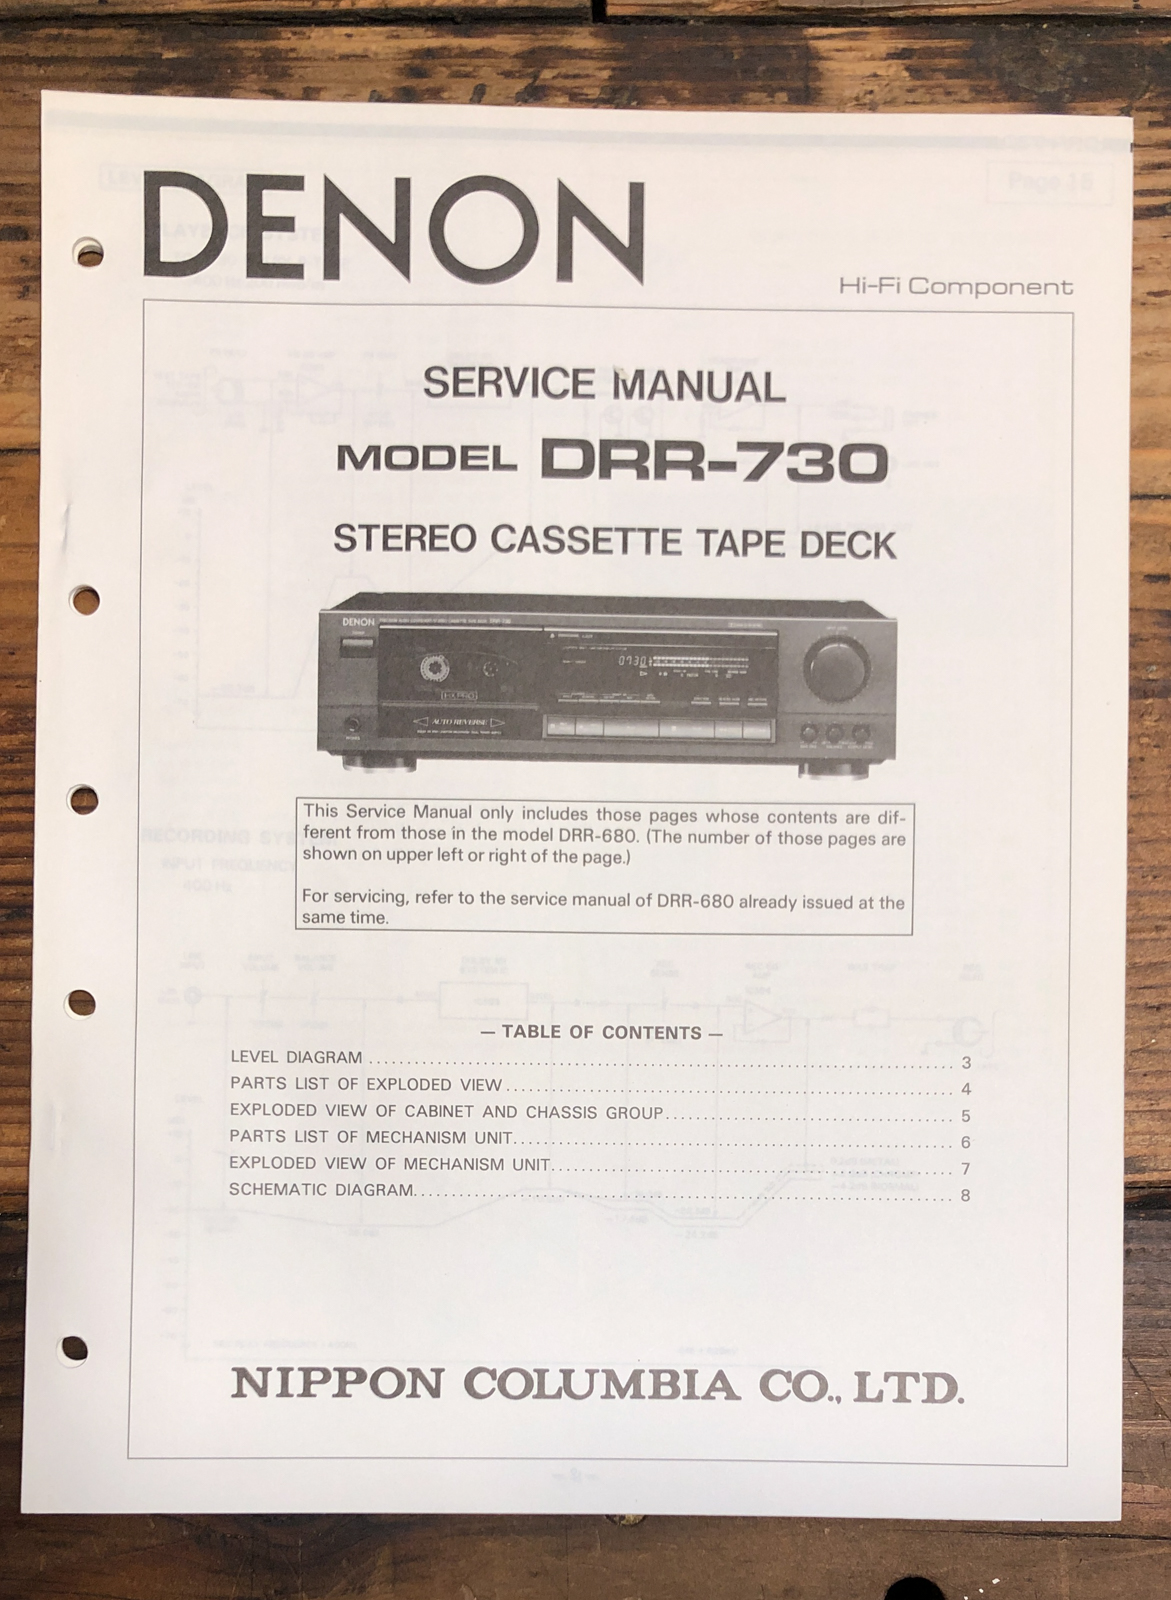 DENON
Hi-Fi Component
SERVICE MANUAL
MODEL DRR-730
STEREO CASSETTE TAPE DECK
DENON
0730
AUTO REVERSE
This Service Manual only includes those pages whose contents are dif-
ferent from those in the model DRR-680. (The number of those pages are
shown on upper left or right of the page.)
For servicing, refer to the service manual of DRR-680 already issued at the
same time.
— TABLE OF CONTENTS —
LEVEL DIAGRAM ........ 3
PARTS LIST OF EXPLODED VIEW ........ 4
EXPLODED VIEW OF CABINET AND CHASSIS GROUP ........ 5
PARTS LIST OF MECHANISM UNIT ........ 6
EXPLODED VIEW OF MECHANISM UNIT ........ 7
SCHEMATIC DIAGRAM ........ 8
NIPPON COLUMBIA CO., LTD.